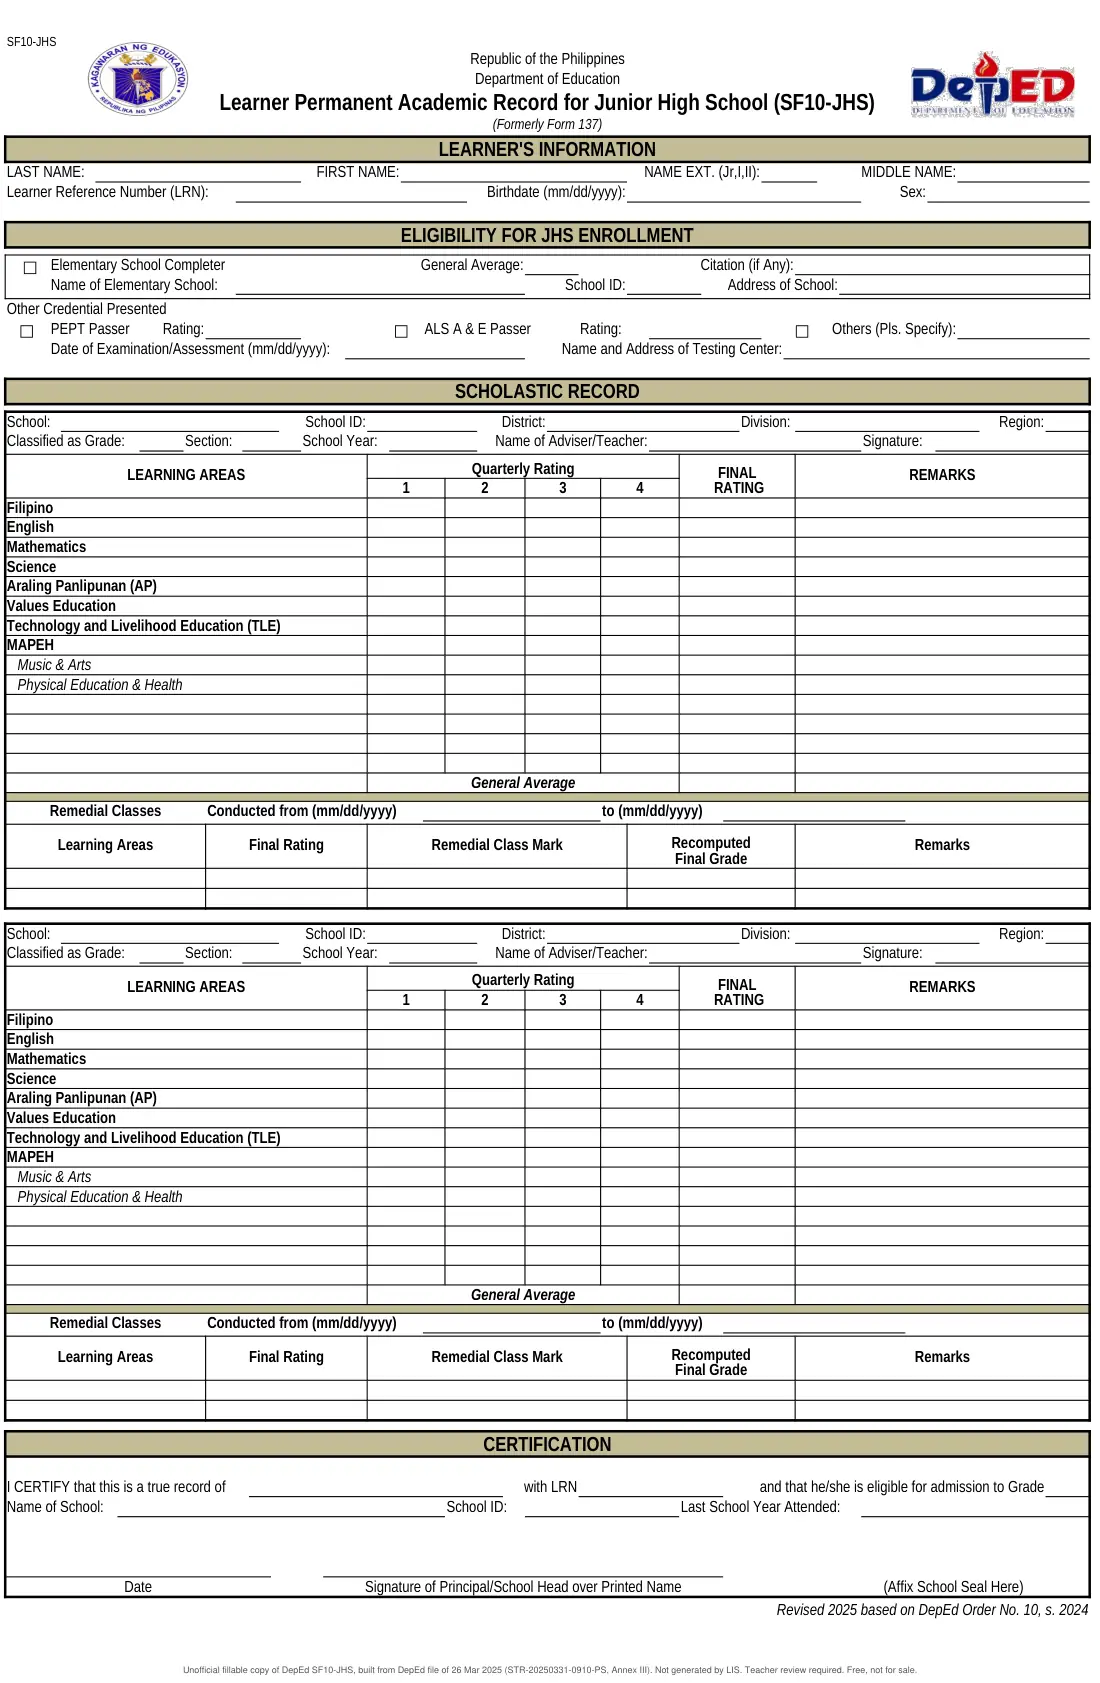 SF10-JHS
KAGAWARAN NG EDUKASYON
REPUBLIKA NG PILIPINAS
Republic of the Philippines
Department of Education
Learner Permanent Academic Record for Junior High School (SF10-JHS)
(Formerly Form 137)
DepED
DEPARTMENT OF EDUCATION
LEARNER'S INFORMATION
LAST NAME: FIRST NAME: NAME EXT. (Jr,I,II): MIDDLE NAME:
Learner Reference Number (LRN): Birthdate (mm/dd/yyyy): Sex:
ELIGIBILITY FOR JHS ENROLLMENT
Elementary School Completer General Average: Citation (if Any):
Name of Elementary School: School ID: Address of School:
Other Credential Presented
PEPT Passer Rating: ALS A & E Passer Rating: Others (Pls. Specify):
Date of Examination/Assessment (mm/dd/yyyy): Name and Address of Testing Center:
SCHOLASTIC RECORD
School: School ID: District: Division: Region:
Classified as Grade: Section: School Year: Name of Adviser/Teacher: Signature:
LEARNING AREAS Quarterly Rating FINAL RATING REMARKS
1 2 3 4
Filipino
English
Mathematics
Science
Araling Panlipunan (AP)
Values Education
Technology and Livelihood Education (TLE)
MAPEH
Music & Arts
Physical Education & Health
General Average
Remedial Classes Conducted from (mm/dd/yyyy) to (mm/dd/yyyy)
Learning Areas Final Rating Remedial Class Mark Recomputed Final Grade Remarks
School: School ID: District: Division: Region:
Classified as Grade: Section: School Year: Name of Adviser/Teacher: Signature:
LEARNING AREAS Quarterly Rating FINAL RATING REMARKS
1 2 3 4
Filipino
English
Mathematics
Science
Araling Panlipunan (AP)
Values Education
Technology and Livelihood Education (TLE)
MAPEH
Music & Arts
Physical Education & Health
General Average
Remedial Classes Conducted from (mm/dd/yyyy) to (mm/dd/yyyy)
Learning Areas Final Rating Remedial Class Mark Recomputed Final Grade Remarks
CERTIFICATION
I CERTIFY that this is a true record of with LRN and that he/she is eligible for admission to Grade
Name of School: School ID: Last School Year Attended:
Date Signature of Principal/School Head over Printed Name (Affix School Seal Here)
Revised 2025 based on DepEd Order No. 10, s. 2024
Unofficial fillable copy of DepEd SF10-JHS, built from DepEd file of 26 Mar 2025 (STR-20250331-0910-PS, Annex III). Not generated by LIS. Teacher review required. Free, not for sale.